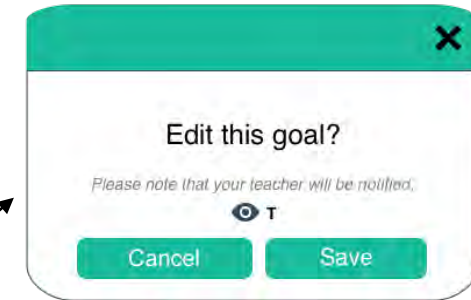 Edit this goal?
Please note that your teacher will be notified.
T
Cancel Save